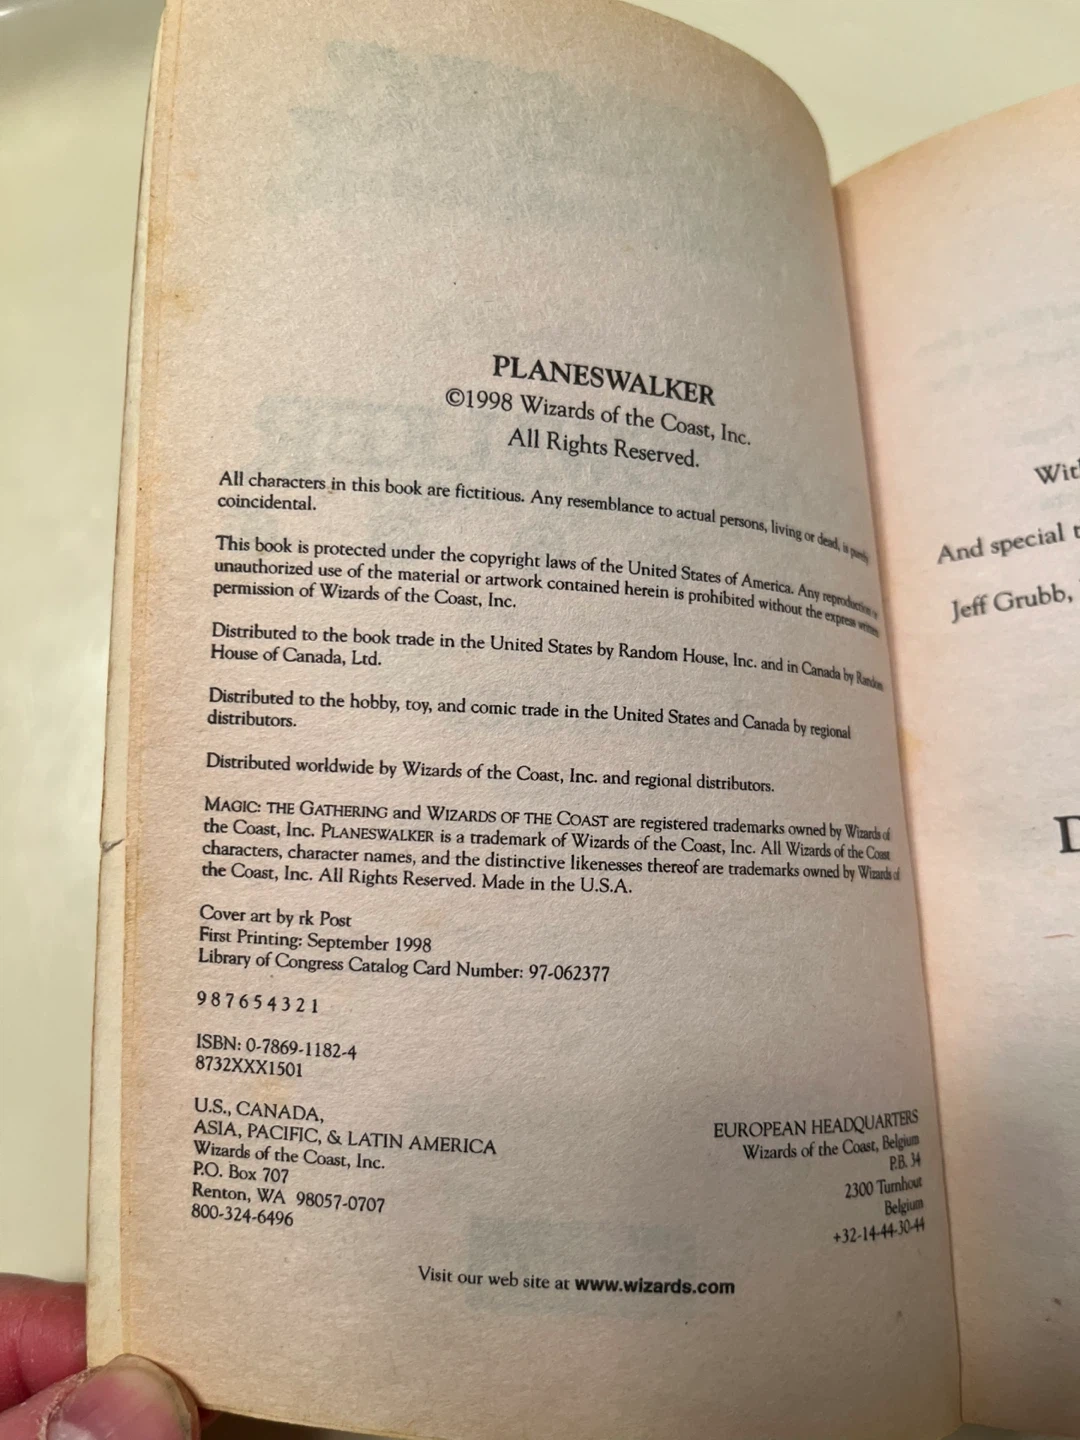 PLANESWALKER
©1998 Wizards of the Coast, Inc.
All Rights Reserved.
All characters in this book are fictitious. Any resemblance to actual persons, living or dead, is purely
coincidental.
This book is protected under the copyright laws of the United States of America. Any reproduction or
unauthorized use of the material or artwork contained herein is prohibited without the express written
permission of Wizards of the Coast, Inc.
Distributed to the book trade in the United States by Random House, Inc. and in Canada by Random
House of Canada, Ltd.
Distributed to the hobby, toy, and comic trade in the United States and Canada by regional
distributors.
Distributed worldwide by Wizards of the Coast, Inc. and regional distributors.
MAGIC: THE GATHERING and WIZARDS OF THE COAST are registered trademarks owned by Wizards of
the Coast, Inc. PLANESWALKER is a trademark of Wizards of the Coast, Inc. All Wizards of the Coast
characters, character names, and the distinctive likenesses thereof are trademarks owned by Wizards of
the Coast, Inc. All Rights Reserved. Made in the U.S.A.
Cover art by rk Post
First Printing: September 1998
Library of Congress Catalog Card Number: 97-062377
9 8 7 6 5 4 3 2 1
ISBN: 0-7869-1182-4
8732XXX1501
U.S., CANADA,
ASIA, PACIFIC, & LATIN AMERICA
Wizards of the Coast, Inc.
P.O. Box 707
Renton, WA 98057-0707
800-324-6496
EUROPEAN HEADQUARTERS
Wizards of the Coast, Belgium
P.B. 34
2300 Turnhout
Belgium
+32-14-44-30-44
Visit our web site at www.wizards.com
And special
Jeff Grubb,